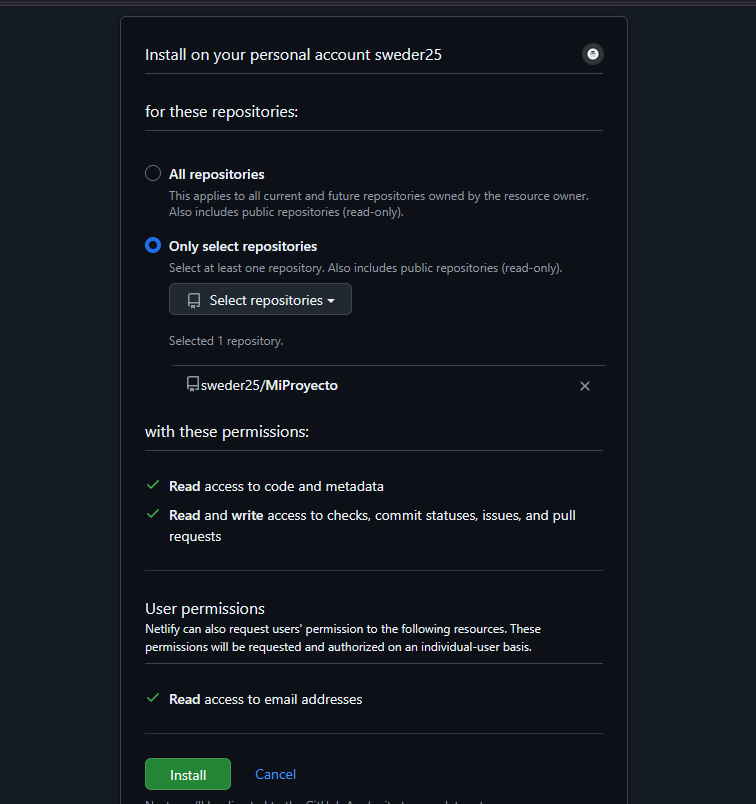 Install on your personal account sweder25
for these repositories:
All repositories
This applies to all current and future repositories owned by the resource owner.
Also includes public repositories (read-only).
Only select repositories
Select at least one repository. Also includes public repositories (read-only).
Select repositories
Selected 1 repository.
sweder25/MiProyecto
with these permissions:
Read access to code and metadata
Read and write access to checks, commit statuses, issues, and pull
requests
User permissions
Netlify can also request users' permission to the following resources. These
permissions will be requested and authorized on an individual-user basis.
Read access to email addresses
Install Cancel